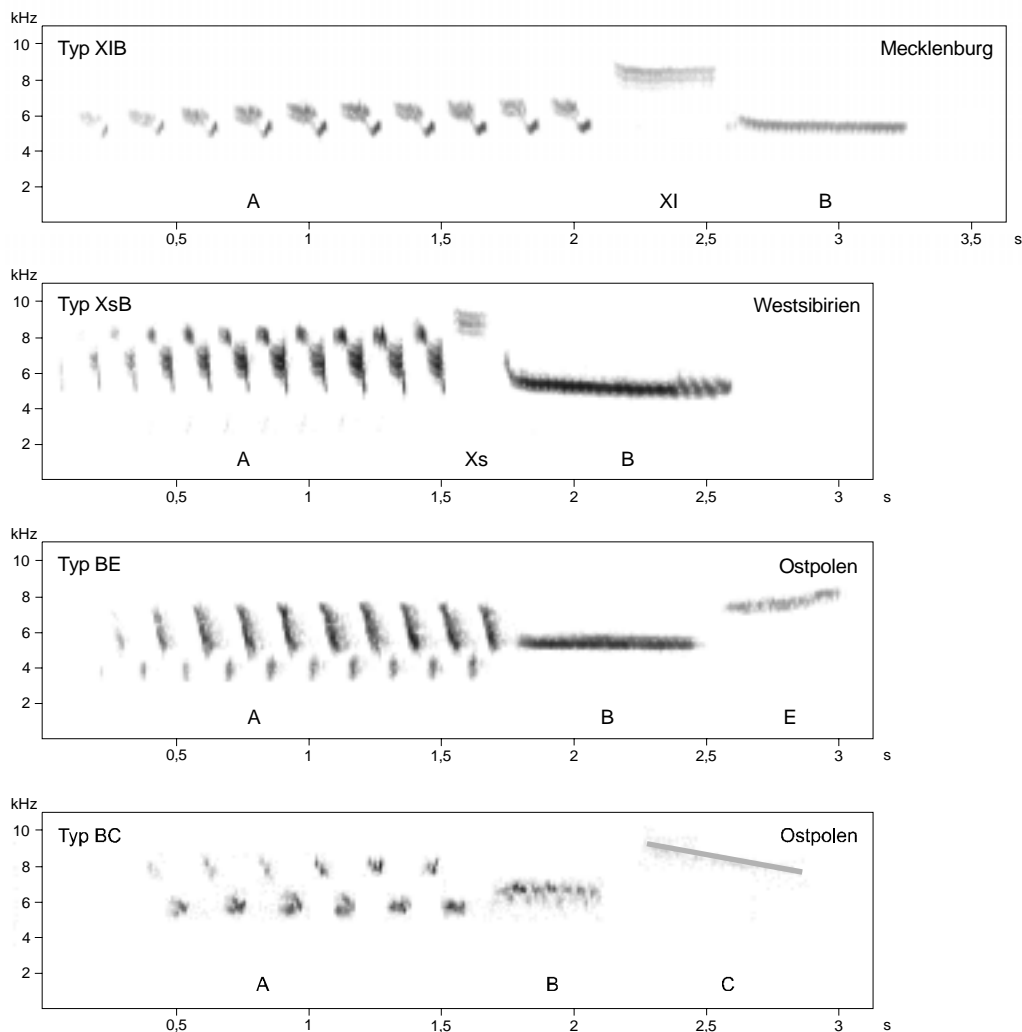 kHz
10
Typ XIB Mecklenburg
8
6
4
2
A XI B
0,5 1 1,5 2 2,5 3 3,5 s
kHz
10
Typ XsB Westsibirien
8
6
4
2
A Xs B
0,5 1 1,5 2 2,5 3 s
kHz
10
Typ BE Ostpolen
8
6
4
2
A B E
0,5 1 1,5 2 2,5 3 s
kHz
10
Typ BC Ostpolen
8
6
4
2
A B C
0,5 1 1,5 2 2,5 3 s